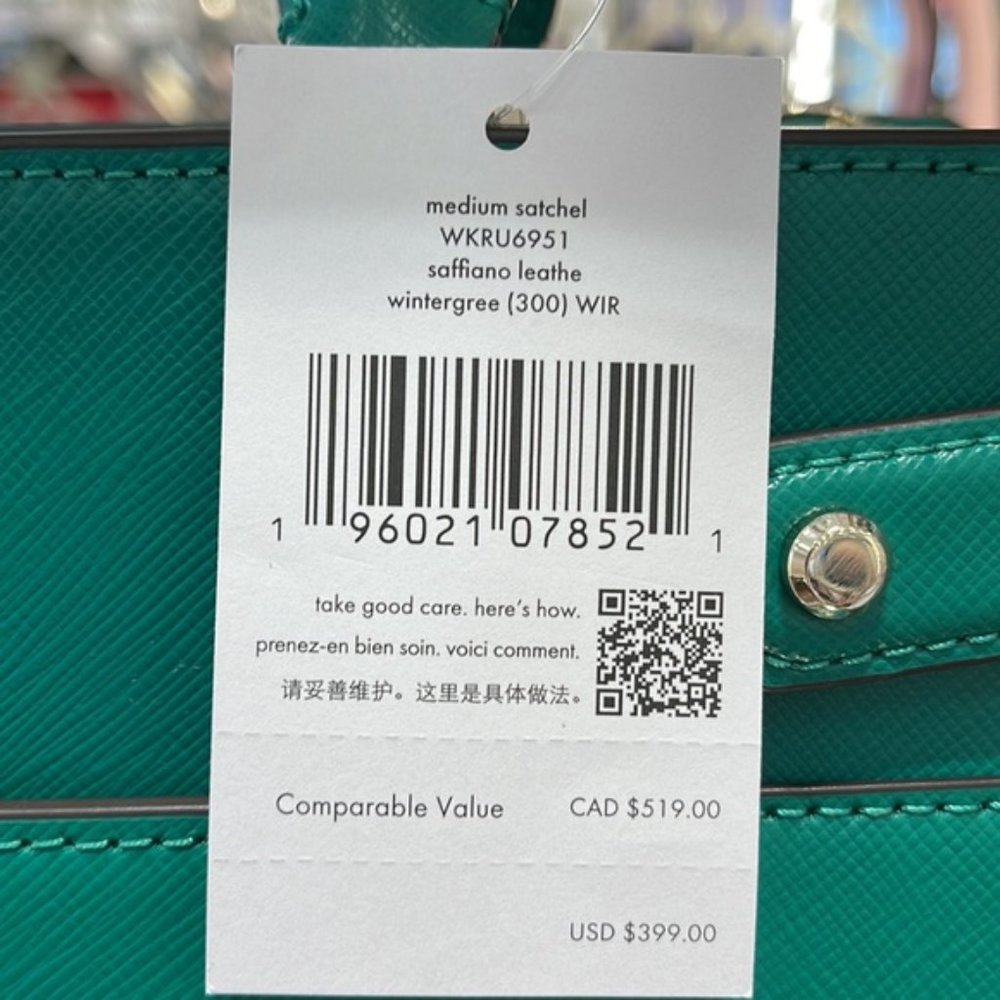 medium satchel
WKRU6951
saffiano leathe
wintergree (300) WIR
1 96021 07852 1
take good care. here's how.
prenez-en bien soin. voici comment.
请妥善维护。这里是具体做法。
Comparable Value CAD $519.00
USD $399.00